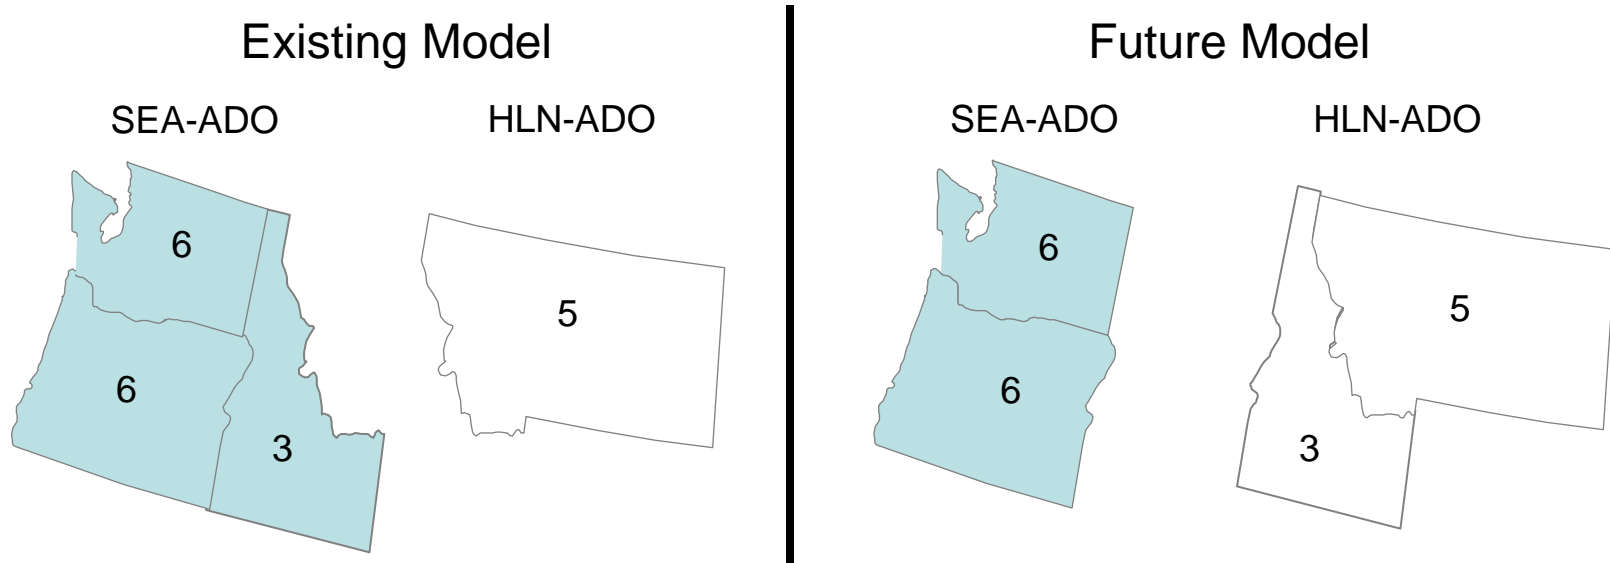 Existing Model
SEA-ADO
HLN-ADO
6
5
6
3
Future Model
SEA-ADO
HLN-ADO
6
5
6
3